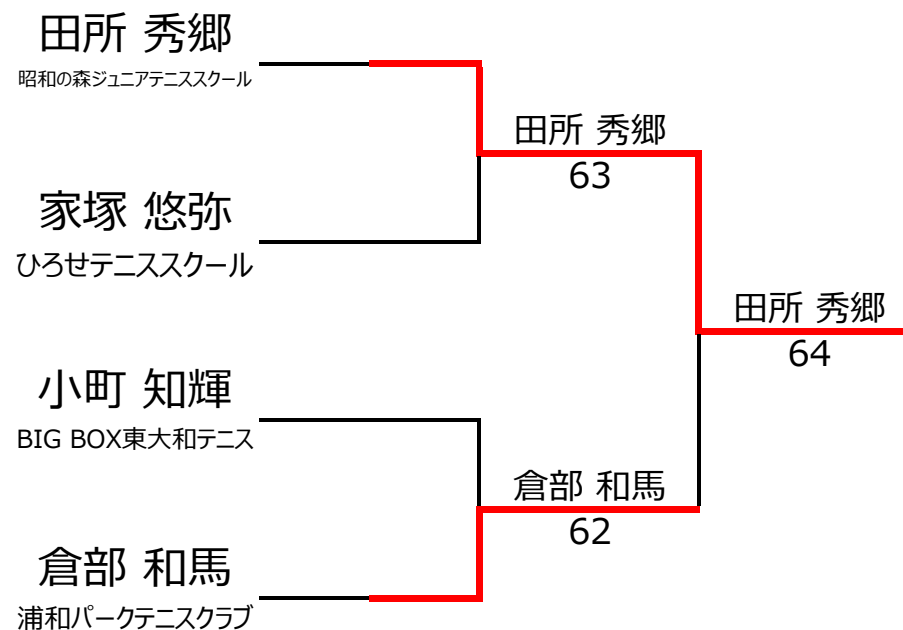 田所 秀郷
昭和の森ジュニアテニススクール
田所 秀郷
63
家塚 悠弥
ひろせテニススクール
田所 秀郷
64
小町 知輝
BIG BOX東大和テニス
倉部 和馬
62
倉部 和馬
浦和パークテニスクラブ